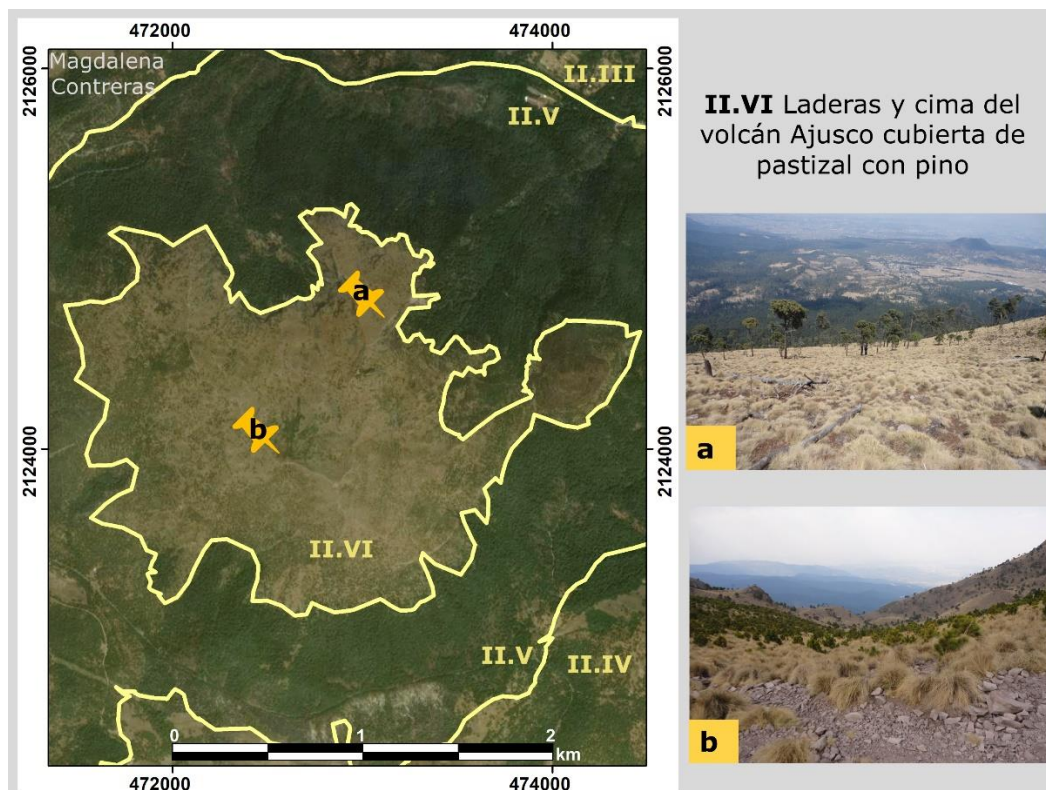 472000
474000
2126000
2126000
Magdalena
Contreras
II.III
II.V
a
b
2124000
2124000
II.VI
II.V
II.IV
0
1
2
km
472000
474000
II.VI Laderas y cima del
volcán Ajusco cubierta de
pastizal con pino
a
b